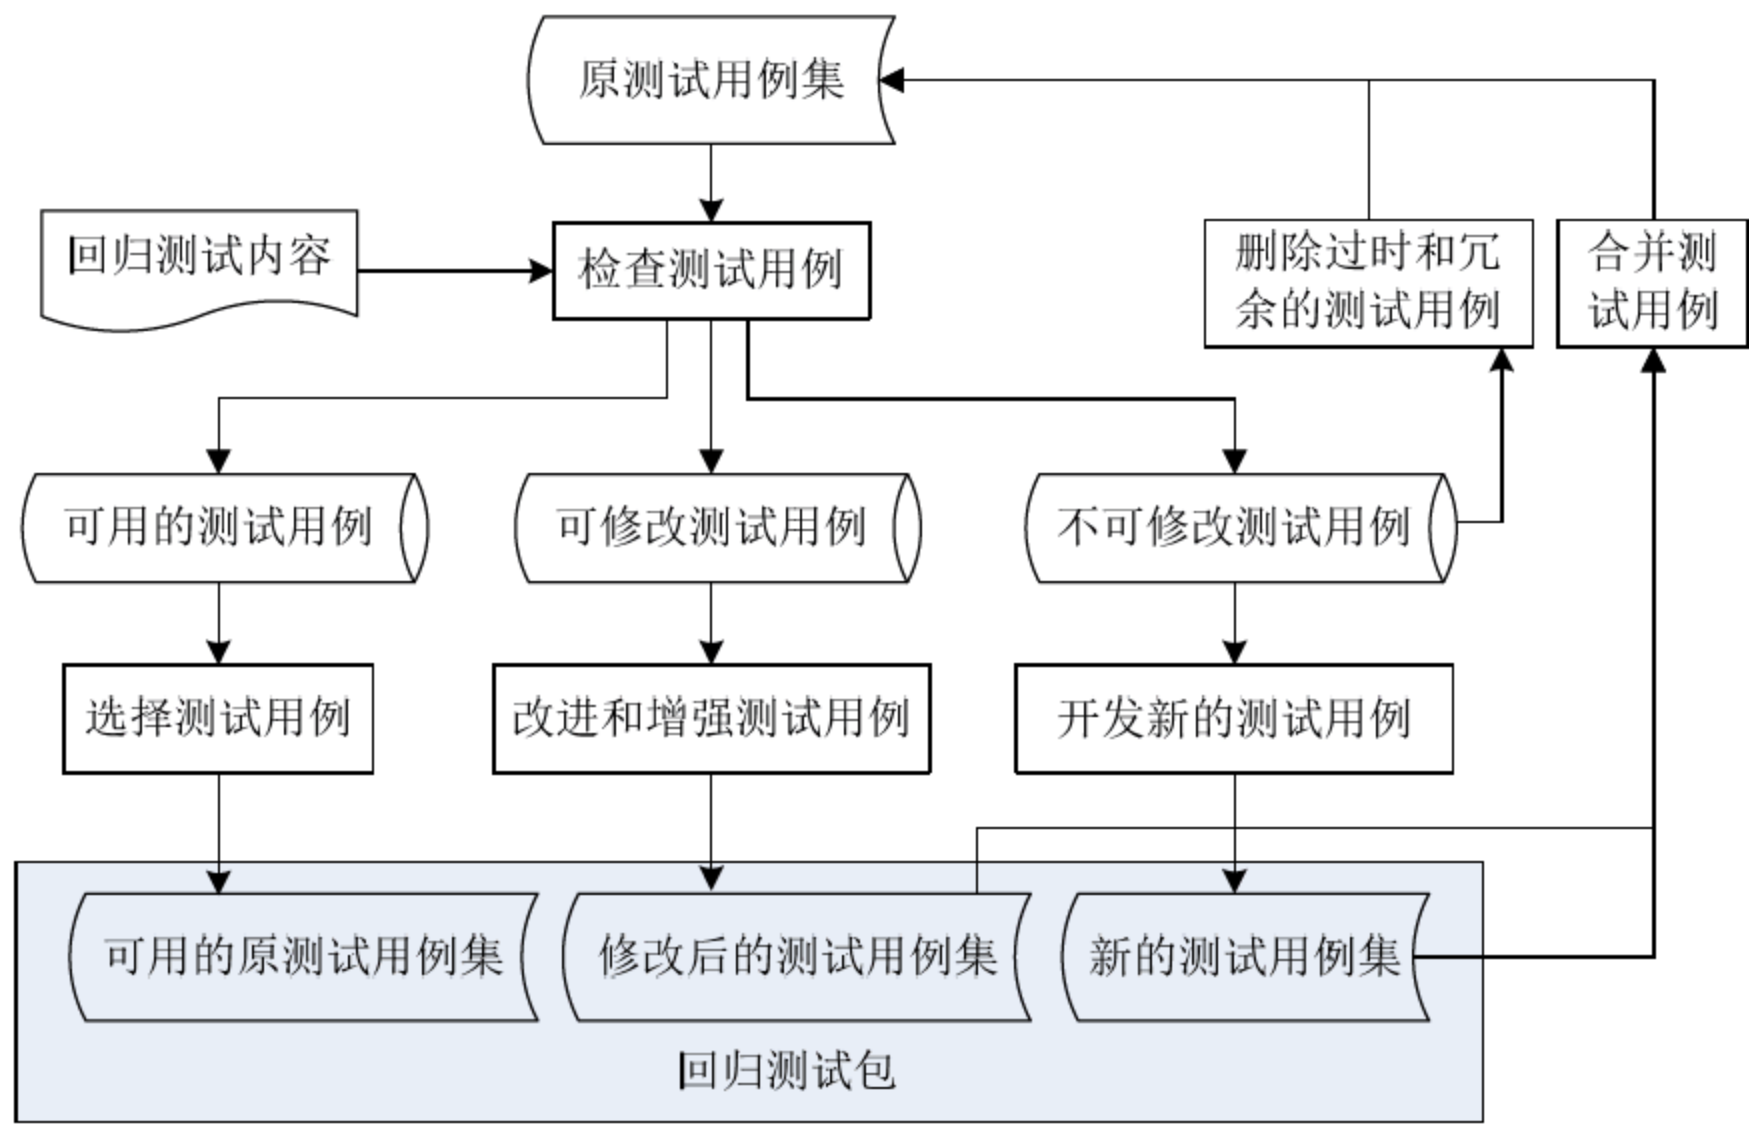 原测试用例集
回归测试内容
检查测试用例
删除过时和冗
余的测试用例
合并测
试用例
可用的测试用例
可修改测试用例
不可修改测试用例
选择测试用例
改进和增强测试用例
开发新的测试用例
可用的原测试用例集
修改后的测试用例集
新的测试用例集
回归测试包